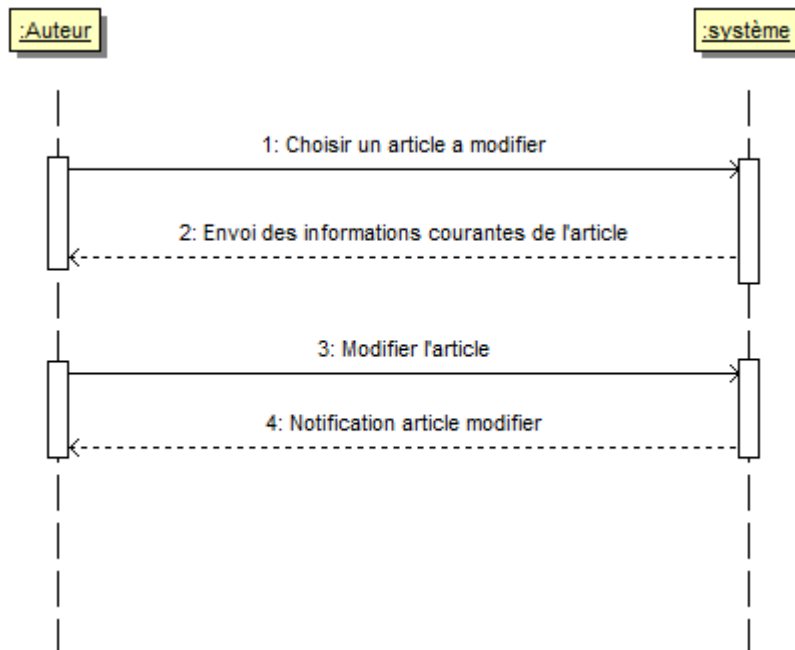 :Auteur
:système
1: Choisir un article a modifier
2: Envoi des informations courantes de l'article
3: Modifier l'article
4: Notification article modifier